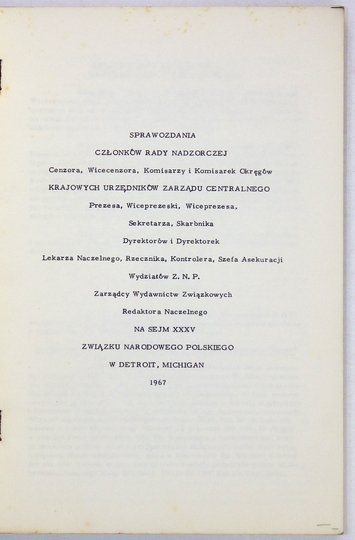 SPRAWOZDANIA
CZŁONKÓW RADY NADZORCZEJ
Cenzora, Wicecenzora, Komisarzy i Komisarek Okręgów
KRAJOWYCH URZĘDNIKÓW ZARZĄDU CENTRALNEGO
Prezesa, Wiceprezeski, Wiceprezesa,
Sekretarza, Skarbnika
Dyrektorów i Dyrektorek
Lekarza Naczelnego, Rzecznika, Kontrolera, Szefa Asekuracji
Wydziałów Z. N. P.
Zarządcy Wydawnictw Związkowych
Redaktora Naczelnego
NA SEJM XXXV
ZWIĄZKU NARODOWEGO POLSKIEGO
W DETROIT, MICHIGAN
1967